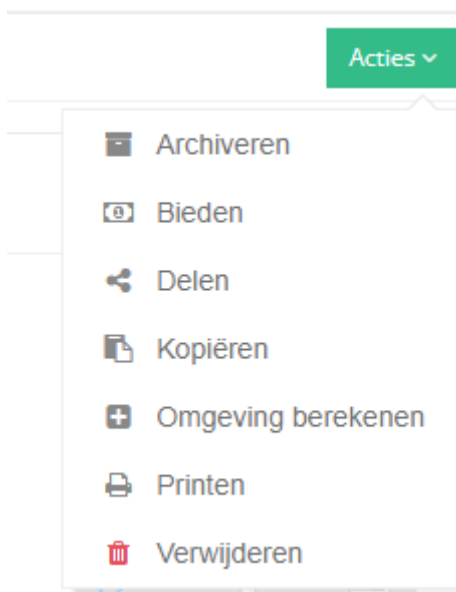 Acties
Archiveren
Bieden
Delen
Kopiëren
Omgeving berekenen
Printen
Verwijderen